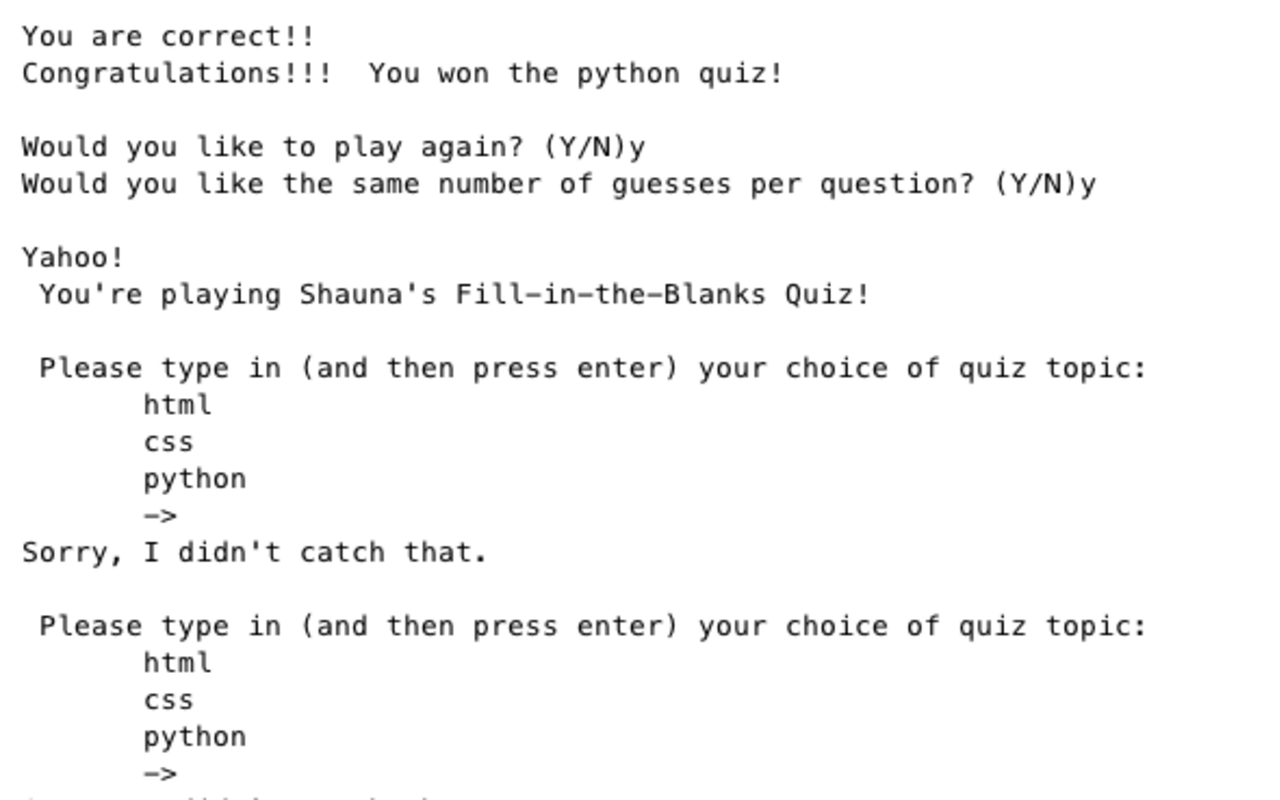 You are correct!!
Congratulations!!!  You won the python quiz!
Would you like to play again? (Y/N)y
Would you like the same number of guesses per question? (Y/N)y
Yahoo!
You're playing Shauna's Fill-in-the-Blanks Quiz!
Please type in (and then press enter) your choice of quiz topic:
html
css
python
->
Sorry, I didn't catch that.
Please type in (and then press enter) your choice of quiz topic:
html
css
python
->